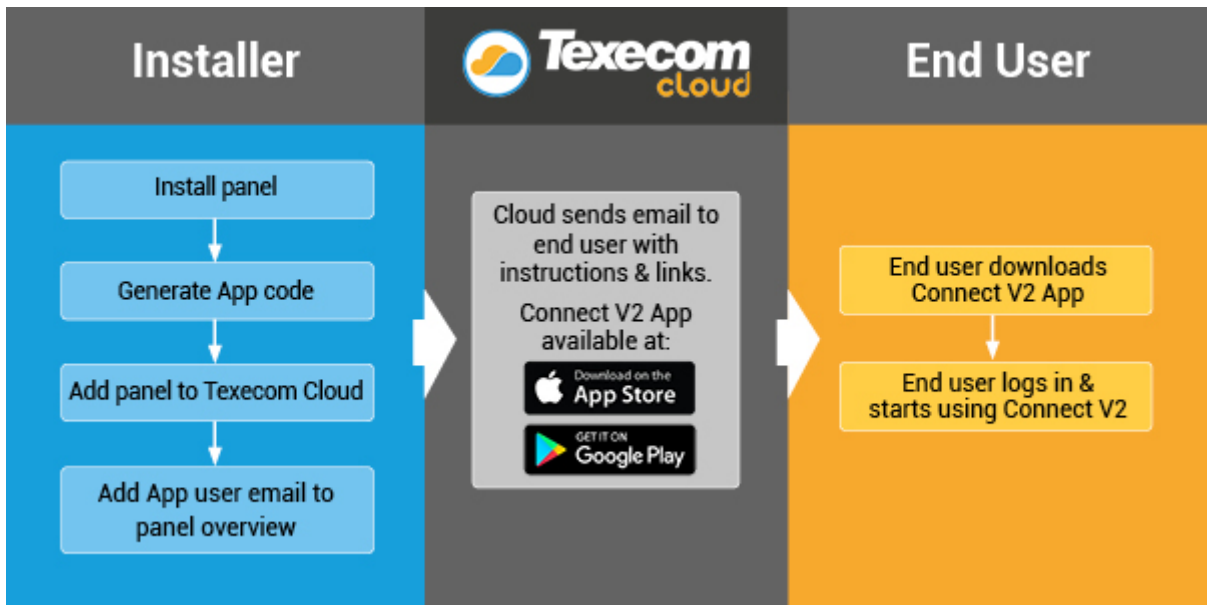 Installer
Install panel
Generate App code
Add panel to Texecom Cloud
Add App user email to
panel overview
Texecom
cloud
Cloud sends email to
end user with
instructions & links.
Connect V2 App
available at:
Download on the
App Store
GET IT ON
Google Play
End User
End user downloads
Connect V2 App
End user logs in &
starts using Connect V2